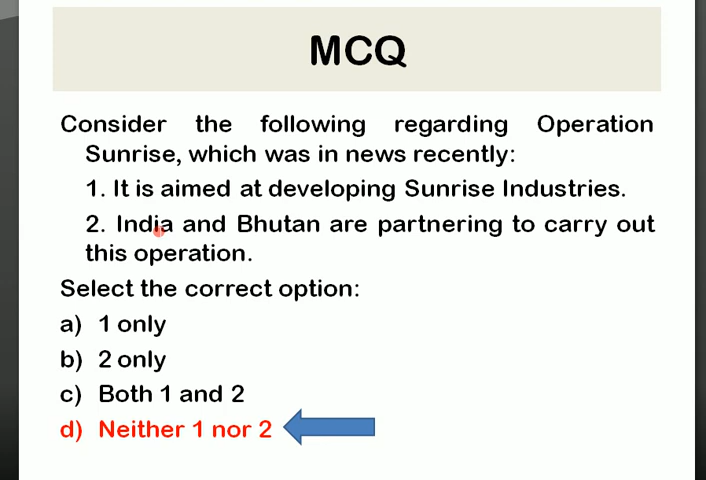 MCQ
Consider the following regarding Operation
Sunrise, which was in news recently:
1. It is aimed at developing Sunrise Industries.
2. India and Bhutan are partnering to carry out
this operation.
Select the correct option:
a) 1 only
b) 2 only
c) Both 1 and 2
d) Neither 1 nor 2